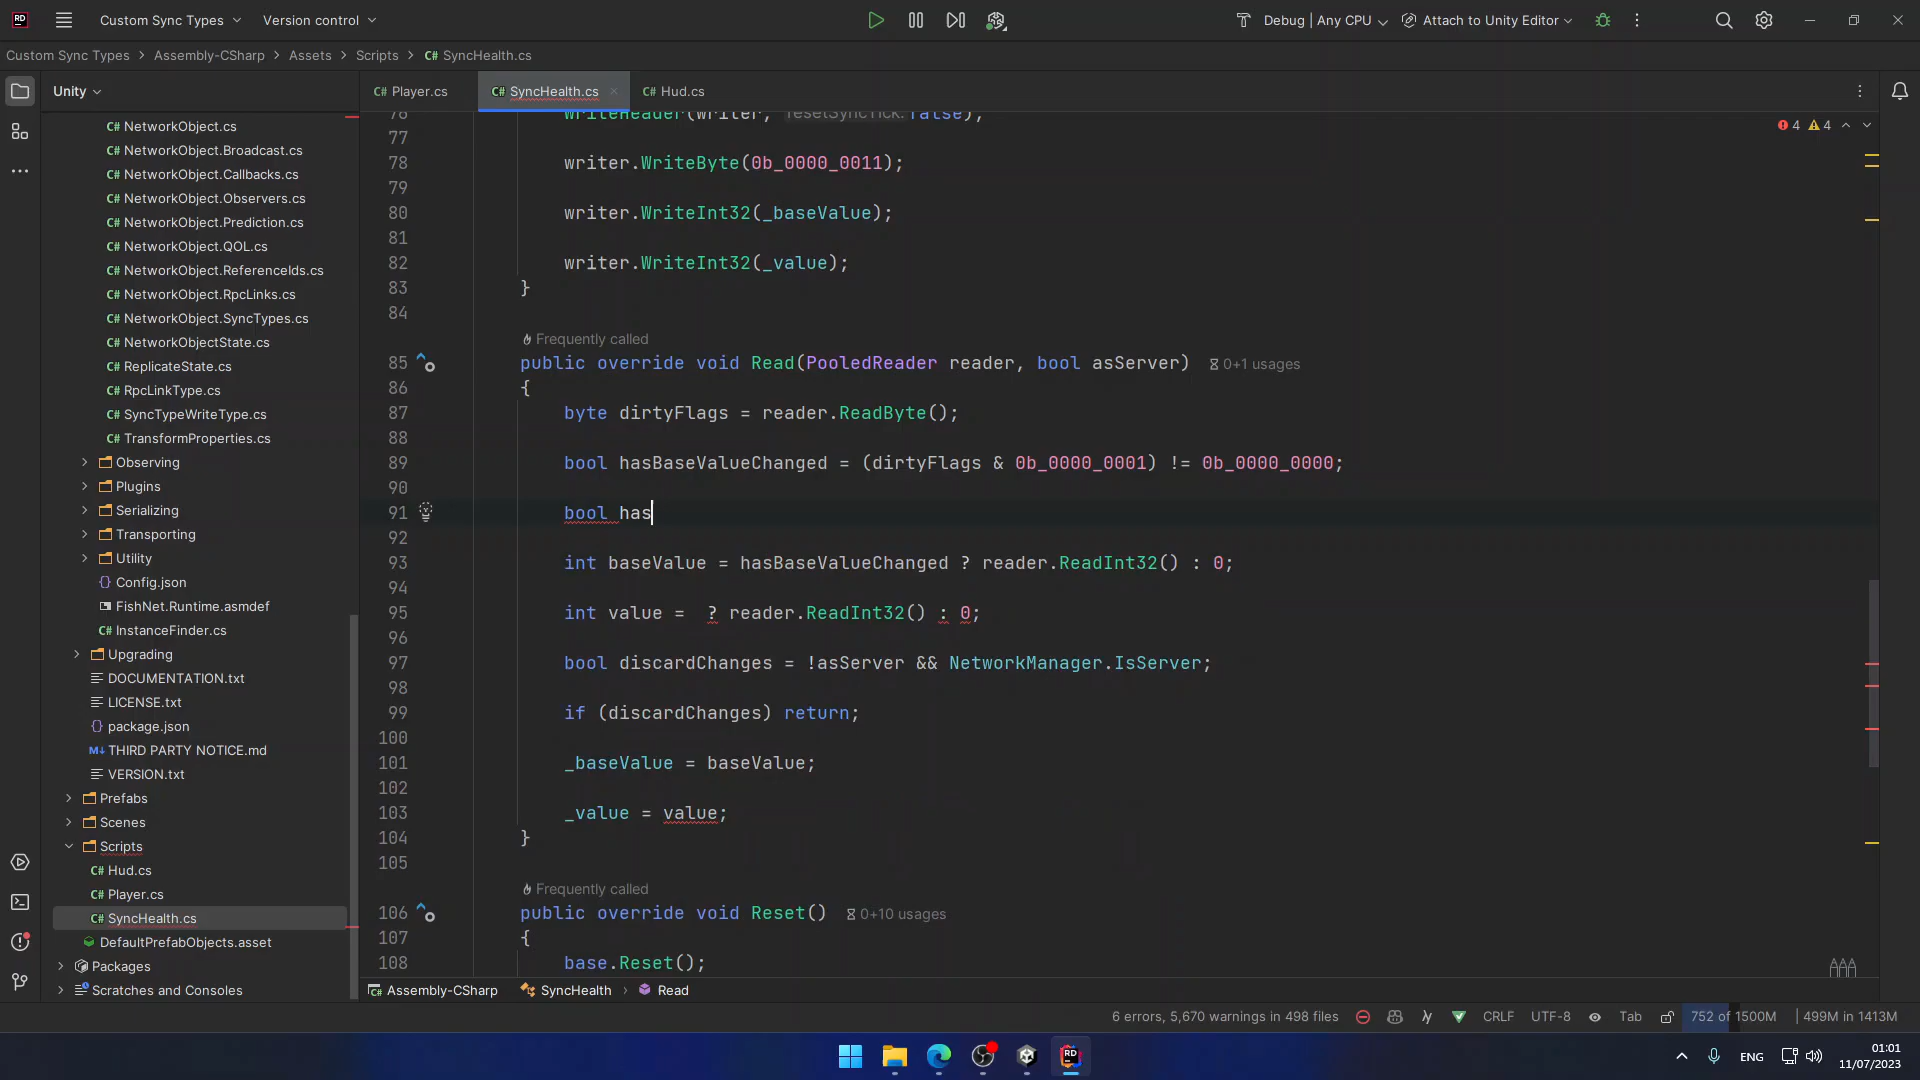 Custom Sync Types
Version control
Debug | Any CPU
Attach to Unity Editor
Custom Sync Types > Assembly-CSharp > Assets > Scripts > C# SyncHealth.cs
Unity
C# Player.cs
C# SyncHealth.cs
C# Hud.cs
C# NetworkObject.cs
C# NetworkObject.Broadcast.cs
C# NetworkObject.Callbacks.cs
C# NetworkObject.Observers.cs
C# NetworkObject.Prediction.cs
C# NetworkObject.QOL.cs
C# NetworkObject.ReferenceIds.cs
C# NetworkObject.RpcLinks.cs
C# NetworkObject.SyncTypes.cs
C# NetworkObjectState.cs
C# ReplicateState.cs
C# RpcLinkType.cs
C# SyncTypeWriteType.cs
C# TransformProperties.cs
Observing
Plugins
Serializing
Transporting
Utility
Config.json
FishNet.Runtime.asmdef
C# InstanceFinder.cs
Upgrading
DOCUMENTATION.txt
LICENSE.txt
package.json
M↓ THIRD PARTY NOTICE.md
VERSION.txt
Prefabs
Scenes
Scripts
C# Hud.cs
C# Player.cs
C# SyncHealth.cs
DefaultPrefabObjects.asset
Packages
Scratches and Consoles
4 4
76 WriteHeader(writer, resetSyncTick: false);
77
78 writer.WriteByte(0b_0000_0011);
79
80 writer.WriteInt32(_baseValue);
81
82 writer.WriteInt32(_value);
83 }
84
Frequently called
85 public override void Read(PooledReader reader, bool asServer) 0+1 usages
86 {
87 byte dirtyFlags = reader.ReadByte();
88
89 bool hasBaseValueChanged = (dirtyFlags & 0b_0000_0001) != 0b_0000_0000;
90
91 bool has
92
93 int baseValue = hasBaseValueChanged ? reader.ReadInt32() : 0;
94
95 int value =  ? reader.ReadInt32() : 0;
96
97 bool discardChanges = !asServer && NetworkManager.IsServer;
98
99 if (discardChanges) return;
100
101 _baseValue = baseValue;
102
103 _value = value;
104 }
105
Frequently called
106 public override void Reset() 0+10 usages
107 {
108 base.Reset();
Assembly-CSharp SyncHealth > Read
6 errors, 5,670 warnings in 498 files CRLF UTF-8 Tab 752 of 1500M 499M in 1413M
RD
ENG
01:01
11/07/2023